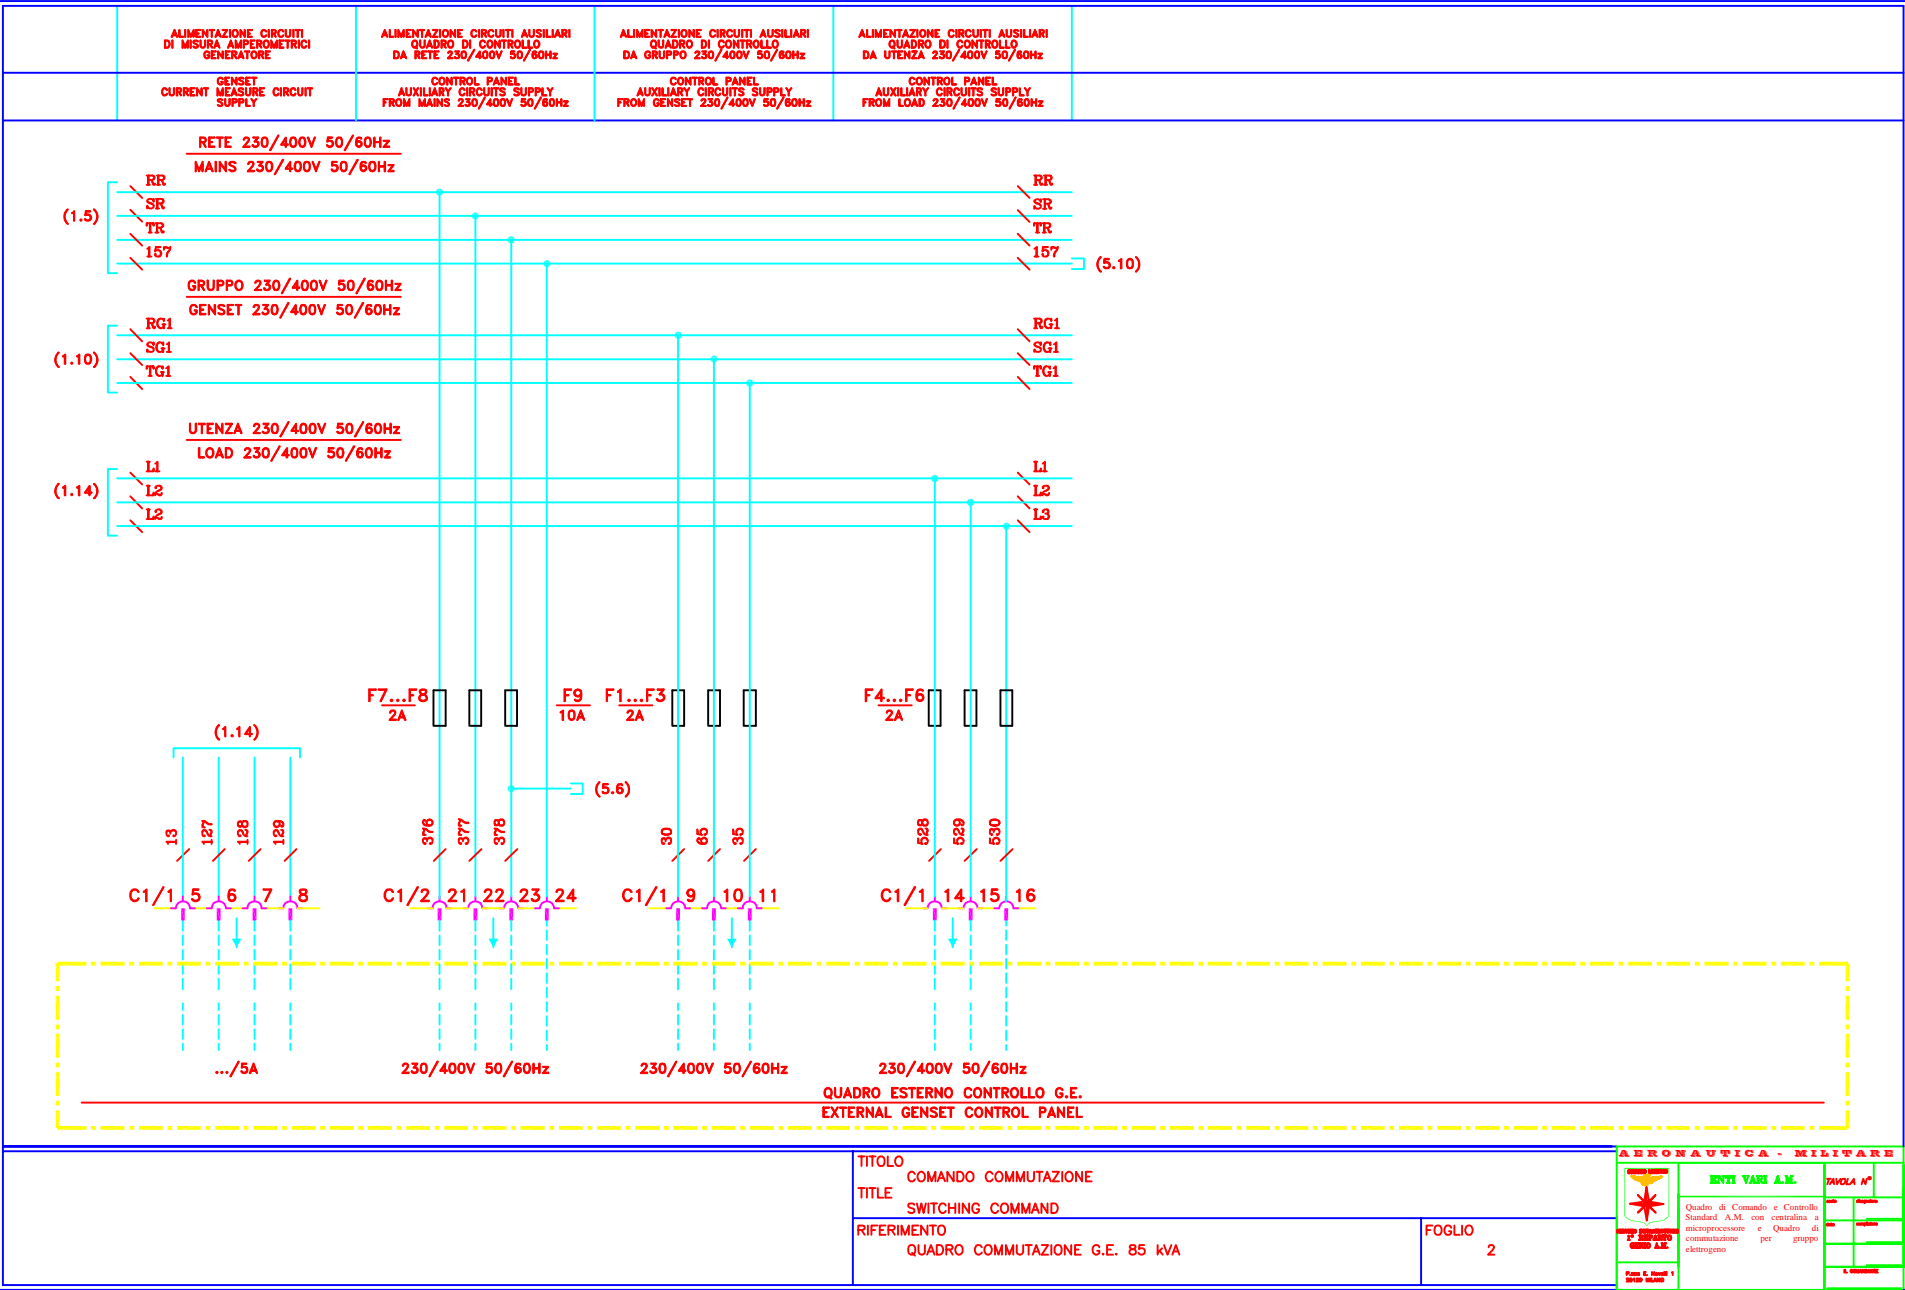 ALIMENTAZIONE CIRCUITI
DI MISURA AMPEROMETRICI
GENERATORE
ALIMENTAZIONE CIRCUITI AUSILIARI
QUADRO DI CONTROLLO
DA RETE 230/400V 50/60Hz
ALIMENTAZIONE CIRCUITI AUSILIARI
QUADRO DI CONTROLLO
DA GRUPPO 230/400V 50/60Hz
ALIMENTAZIONE CIRCUITI AUSILIARI
QUADRO DI CONTROLLO
DA UTENZA 230/400V 50/60Hz
GENSET
CURRENT MEASURE CIRCUIT
SUPPLY
CONTROL PANEL
AUXILIARY CIRCUITS SUPPLY
FROM MAINS 230/400V 50/60Hz
CONTROL PANEL
AUXILIARY CIRCUITS SUPPLY
FROM GENSET 230/400V 50/60Hz
CONTROL PANEL
AUXILIARY CIRCUITS SUPPLY
FROM LOAD 230/400V 50/60Hz
RETE 230/400V 50/60Hz
MAINS 230/400V 50/60Hz
RR RR
(1.5) SR SR
TR TR
157 157 (5.10)
GRUPPO 230/400V 50/60Hz
GENSET 230/400V 50/60Hz
RG1 RG1
(1.10) SG1 SG1
TG1 TG1
UTENZA 230/400V 50/60Hz
LOAD 230/400V 50/60Hz
L1 L1
(1.14) L2 L2
L2 L3
F7...F8 F9 F1...F3 F4...F6
2A 10A 2A 2A
(1.14)
(5.6)
13 127 128 129 376 377 378 30 65 35 528 529 530
C1/1 5 6 7 8 C1/2 21 22 23 24 C1/1 9 10 11 C1/1 14 15 16
.../5A 230/400V 50/60Hz 230/400V 50/60Hz 230/400V 50/60Hz
QUADRO ESTERNO CONTROLLO G.E.
EXTERNAL GENSET CONTROL PANEL
TITOLO
COMANDO COMMUTAZIONE
TITLE
SWITCHING COMMAND
RIFERIMENTO
QUADRO COMMUTAZIONE G.E. 85 kVA
FOGLIO
2
AERONAUTICA - MILITARE
ENTI VARI A.M.
TAVOLA N°
Quadro di Comando e Controllo
Standard A.M. con centralina a
microprocessore e Quadro di
commutazione per gruppo
elettrogeno
1° REPARTO
GENIO A.M.
20129 MILANO